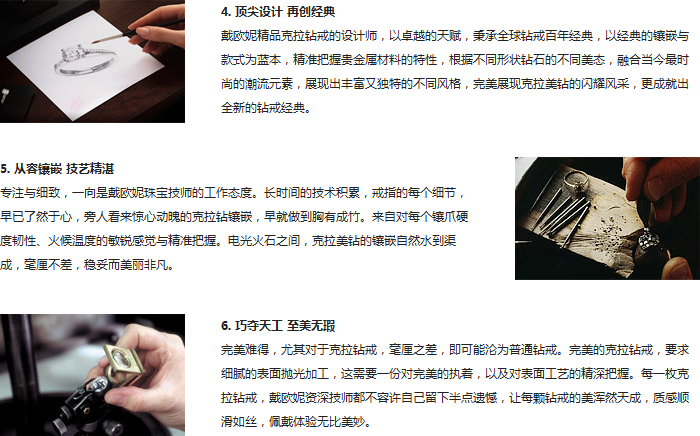 4. 顶尖设计 再创经典
戴欧妮精品克拉钻戒的设计师，以卓越的天赋，秉承全球钻戒百年经典，以经典的镶嵌与
款式为蓝本，精准把握贵金属材料的特性，根据不同形状钻石的不同美态，融合当今最时
尚的潮流元素，展现出丰富又独特的不同风格，完美展现克拉美钻的闪耀风采，更成就出
全新的钻戒经典。
5. 从容镶嵌 技艺精湛
专注与细致，一向是戴欧妮珠宝技师的工作态度。长时间的技术积累，戒指的每个细节，
早已了然于心，旁人看来惊心动魄的克拉钻镶嵌，早就做到胸有成竹。来自对每个镶爪硬
度韧性、火候温度的敏锐感觉与精准把握。电光火石之间，克拉美钻的镶嵌自然水到渠
成，毫厘不差，稳妥而美丽非凡。
6. 巧夺天工 至美无瑕
完美难得，尤其对于克拉钻戒，毫厘之差，即可能沦为普通钻戒。完美的克拉钻戒，要求
细腻的表面抛光加工，这需要一份对完美的执着，以及对表面工艺的精深把握。每一枚克
拉钻戒，戴欧妮资深技师都不容许自己留下半点遗憾，让每颗钻戒的美浑然天成，质感顺
滑如丝，佩戴体验无比美妙。